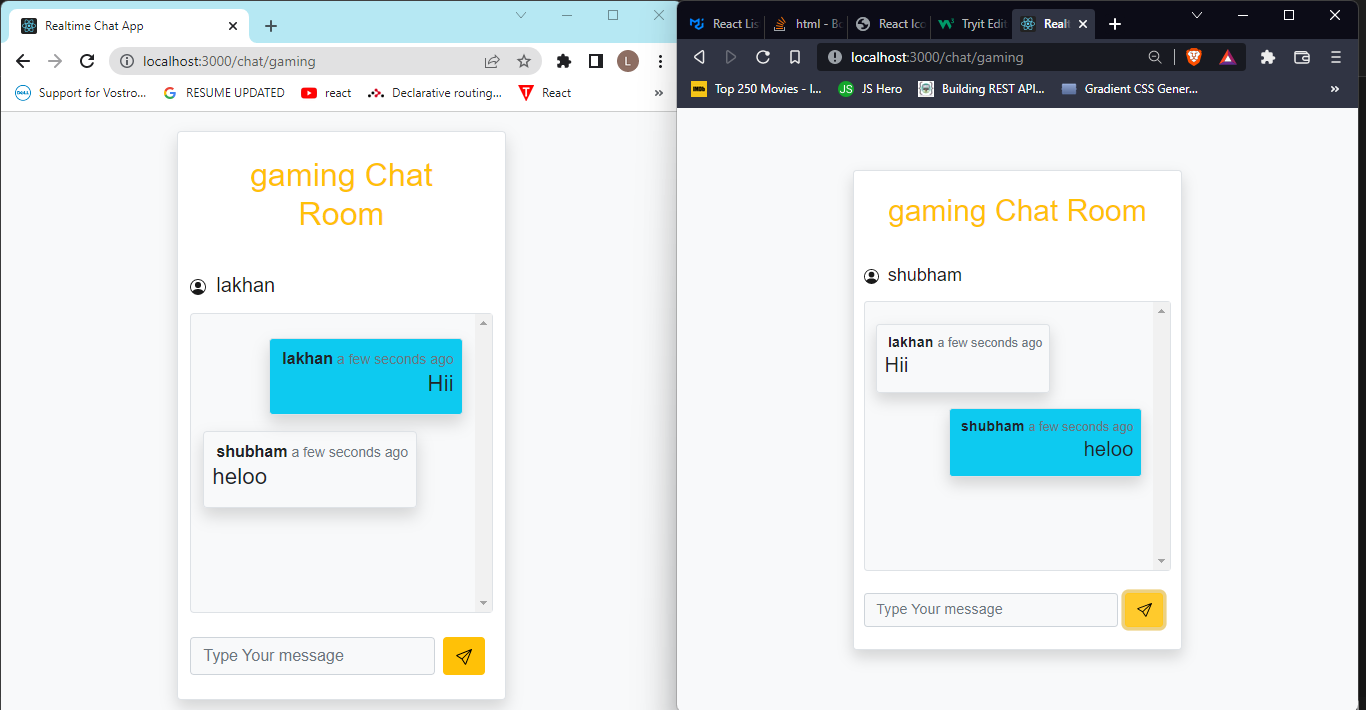 Realtime Chat App
localhost:3000/chat/gaming
L
DELL Support for Vostro...
RESUME UPDATED
react
Declarative routing...
React
»
gaming Chat
Room
lakhan
lakhan a few seconds ago
Hii
shubham a few seconds ago
heloo
Type Your message
React Lis
html - Bo
React Ico
Tryit Edit
Realt
localhost:3000/chat/gaming
IMDb Top 250 Movies - I...
JS JS Hero
Building REST API...
Gradient CSS Gener...
»
gaming Chat Room
shubham
lakhan a few seconds ago
Hii
shubham a few seconds ago
heloo
Type Your message